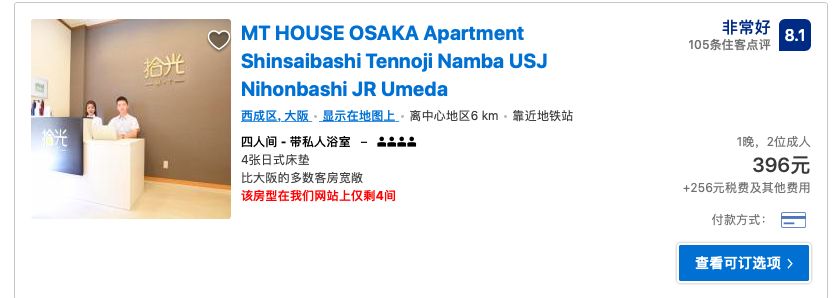 拾光
拾光
MT HOUSE OSAKA Apartment
Shinsaibashi Tennoji Namba USJ
Nihonbashi JR Umeda
西成区, 大阪 • 显示在地图上 • 离中心地区6 km • 靠近地铁站
四人间 - 带私人浴室 –
4张日式床垫
比大阪的多数客房宽敞
该房型在我们网站上仅剩4间
非常好
105条住客点评
8.1
1晚，2位成人
396元
+256元税费及其他费用
付款方式：
查看可订选项